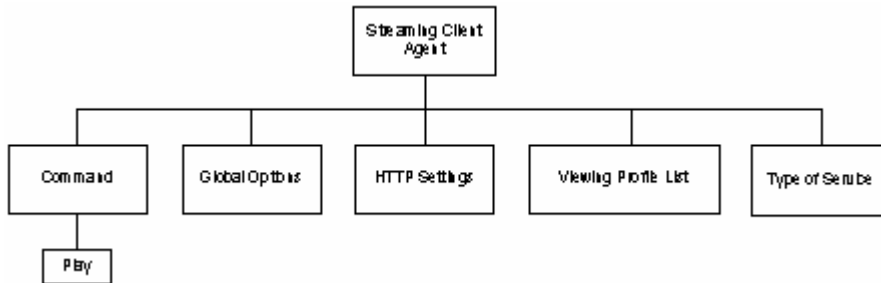 Streaming Client
Agent
Command
Global Options
HTTP Settings
Viewing Profile List
Type of Service
Play